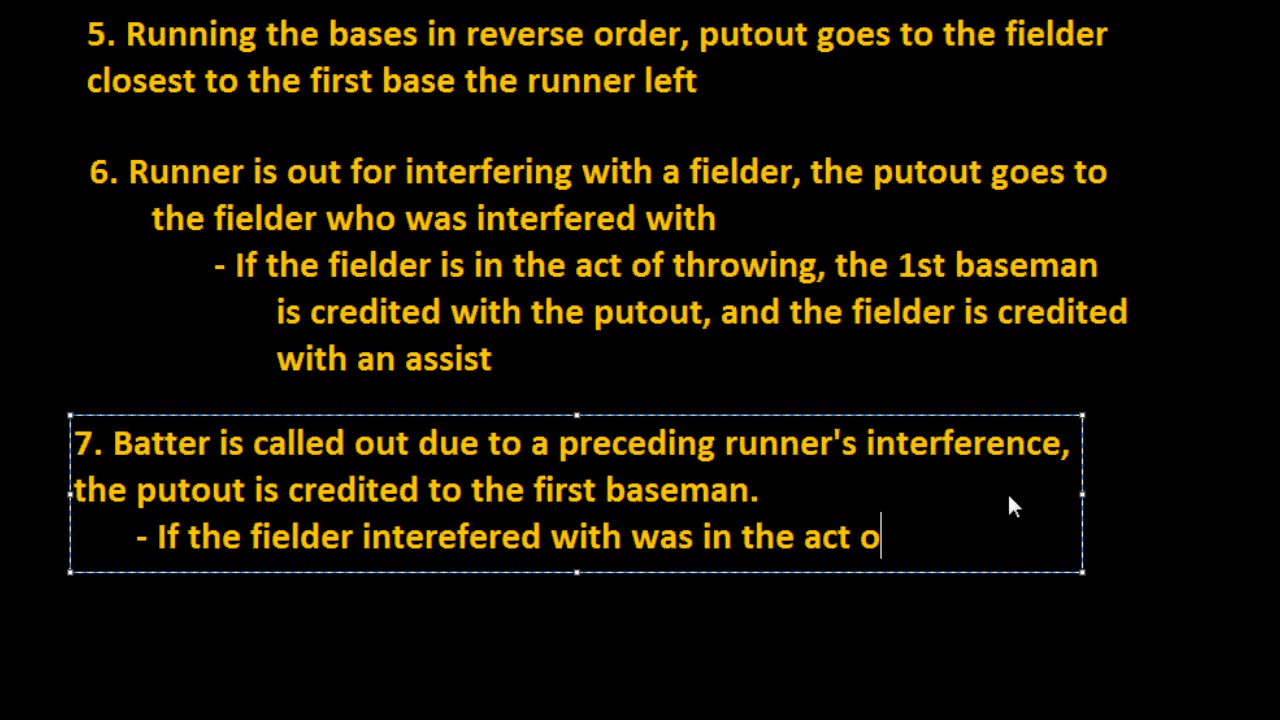 5. Running the bases in reverse order, putout goes to the fielder
closest to the first base the runner left
6. Runner is out for interfering with a fielder, the putout goes to
the fielder who was interfered with
- If the fielder is in the act of throwing, the 1st baseman
is credited with the putout, and the fielder is credited
with an assist
7. Batter is called out due to a preceding runner's interference,
the putout is credited to the first baseman.
- If the fielder interefered with was in the act o